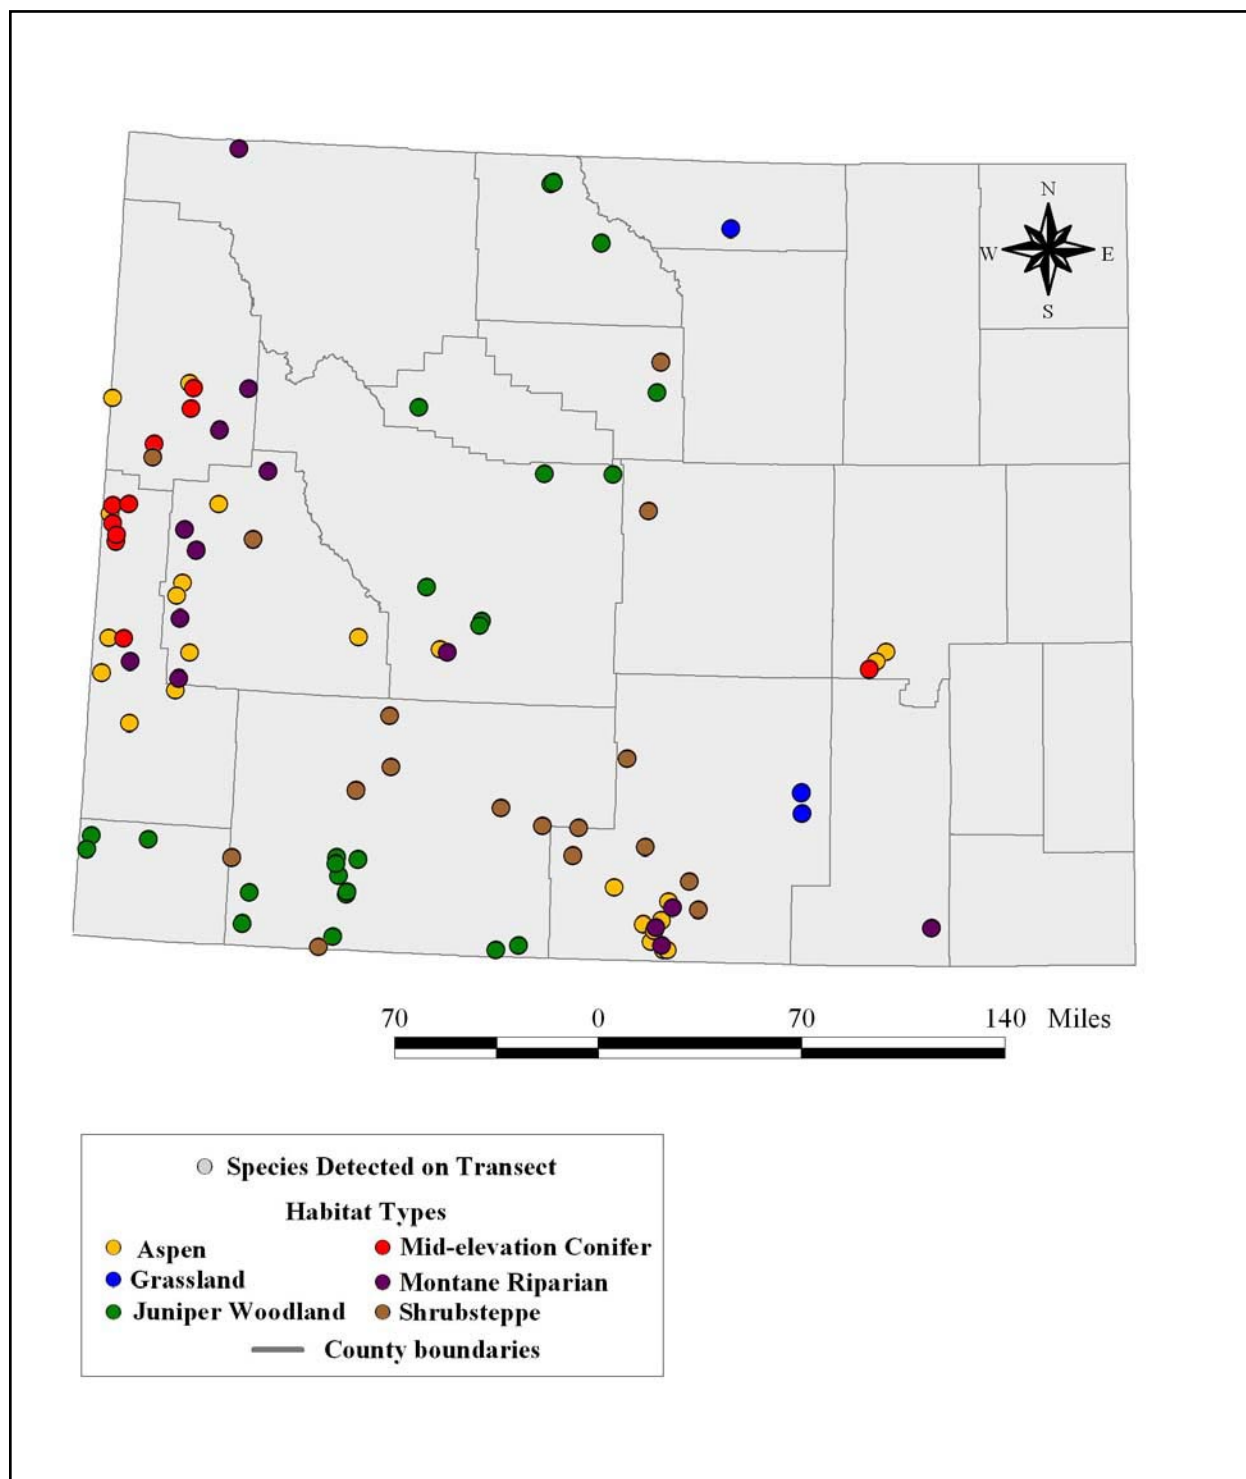 N
W E
S
70 0 70 140 Miles
Species Detected on Transect
Habitat Types
Aspen
Mid-elevation Conifer
Grassland
Montane Riparian
Juniper Woodland
Shrubsteppe
County boundaries